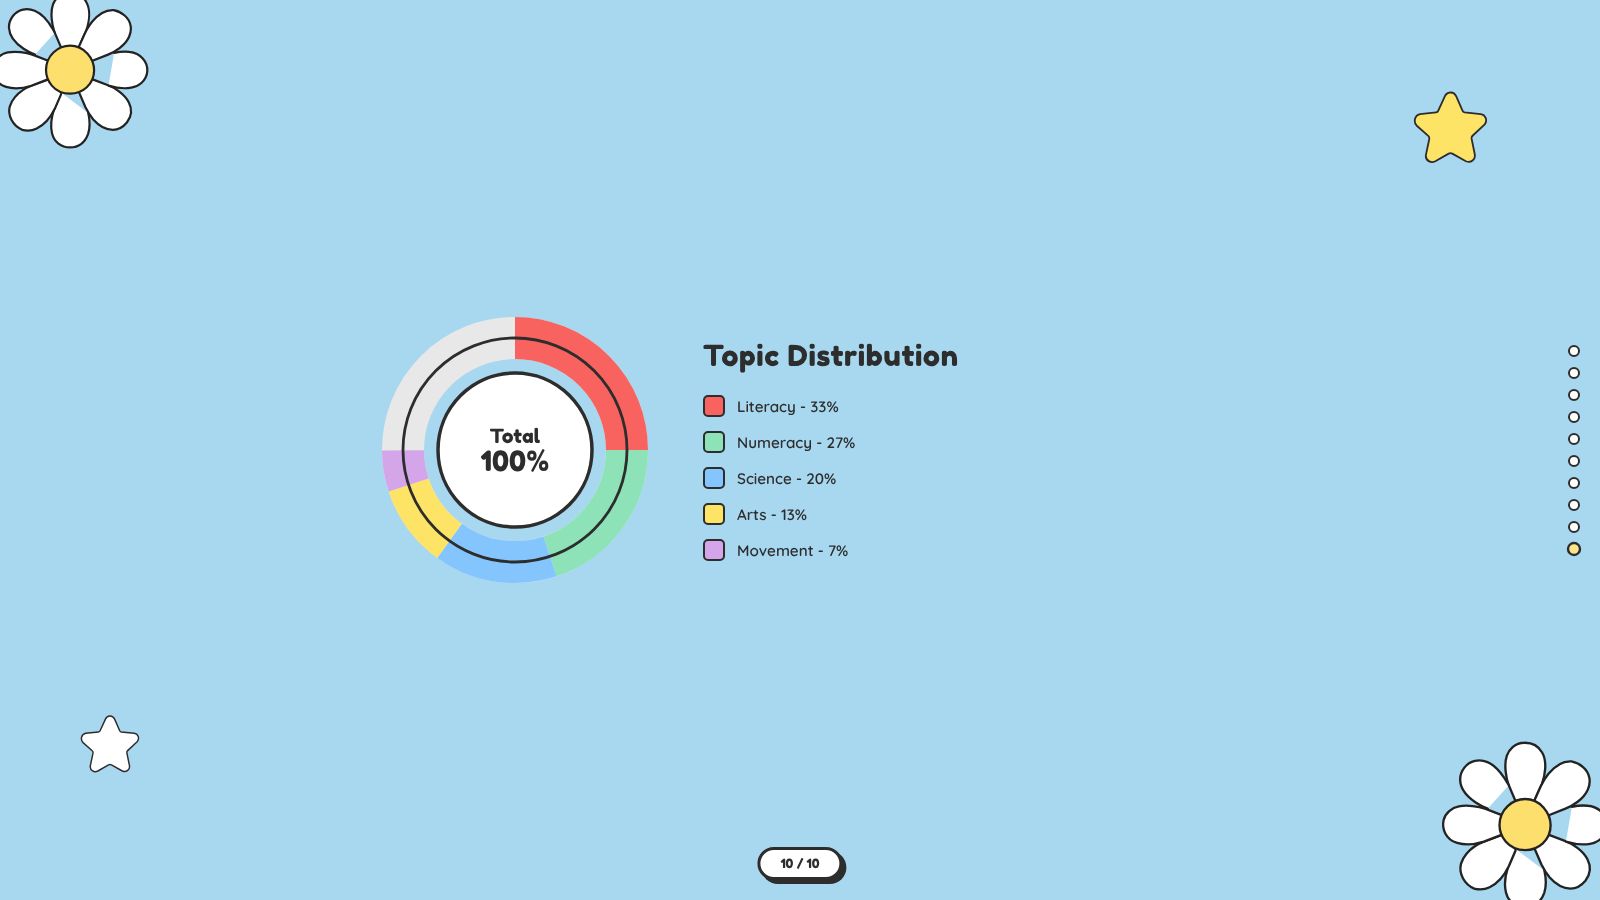 Topic Distribution
Total
100%
Literacy - 33%
Numeracy - 27%
Science - 20%
Arts - 13%
Movement - 7%
10 / 10